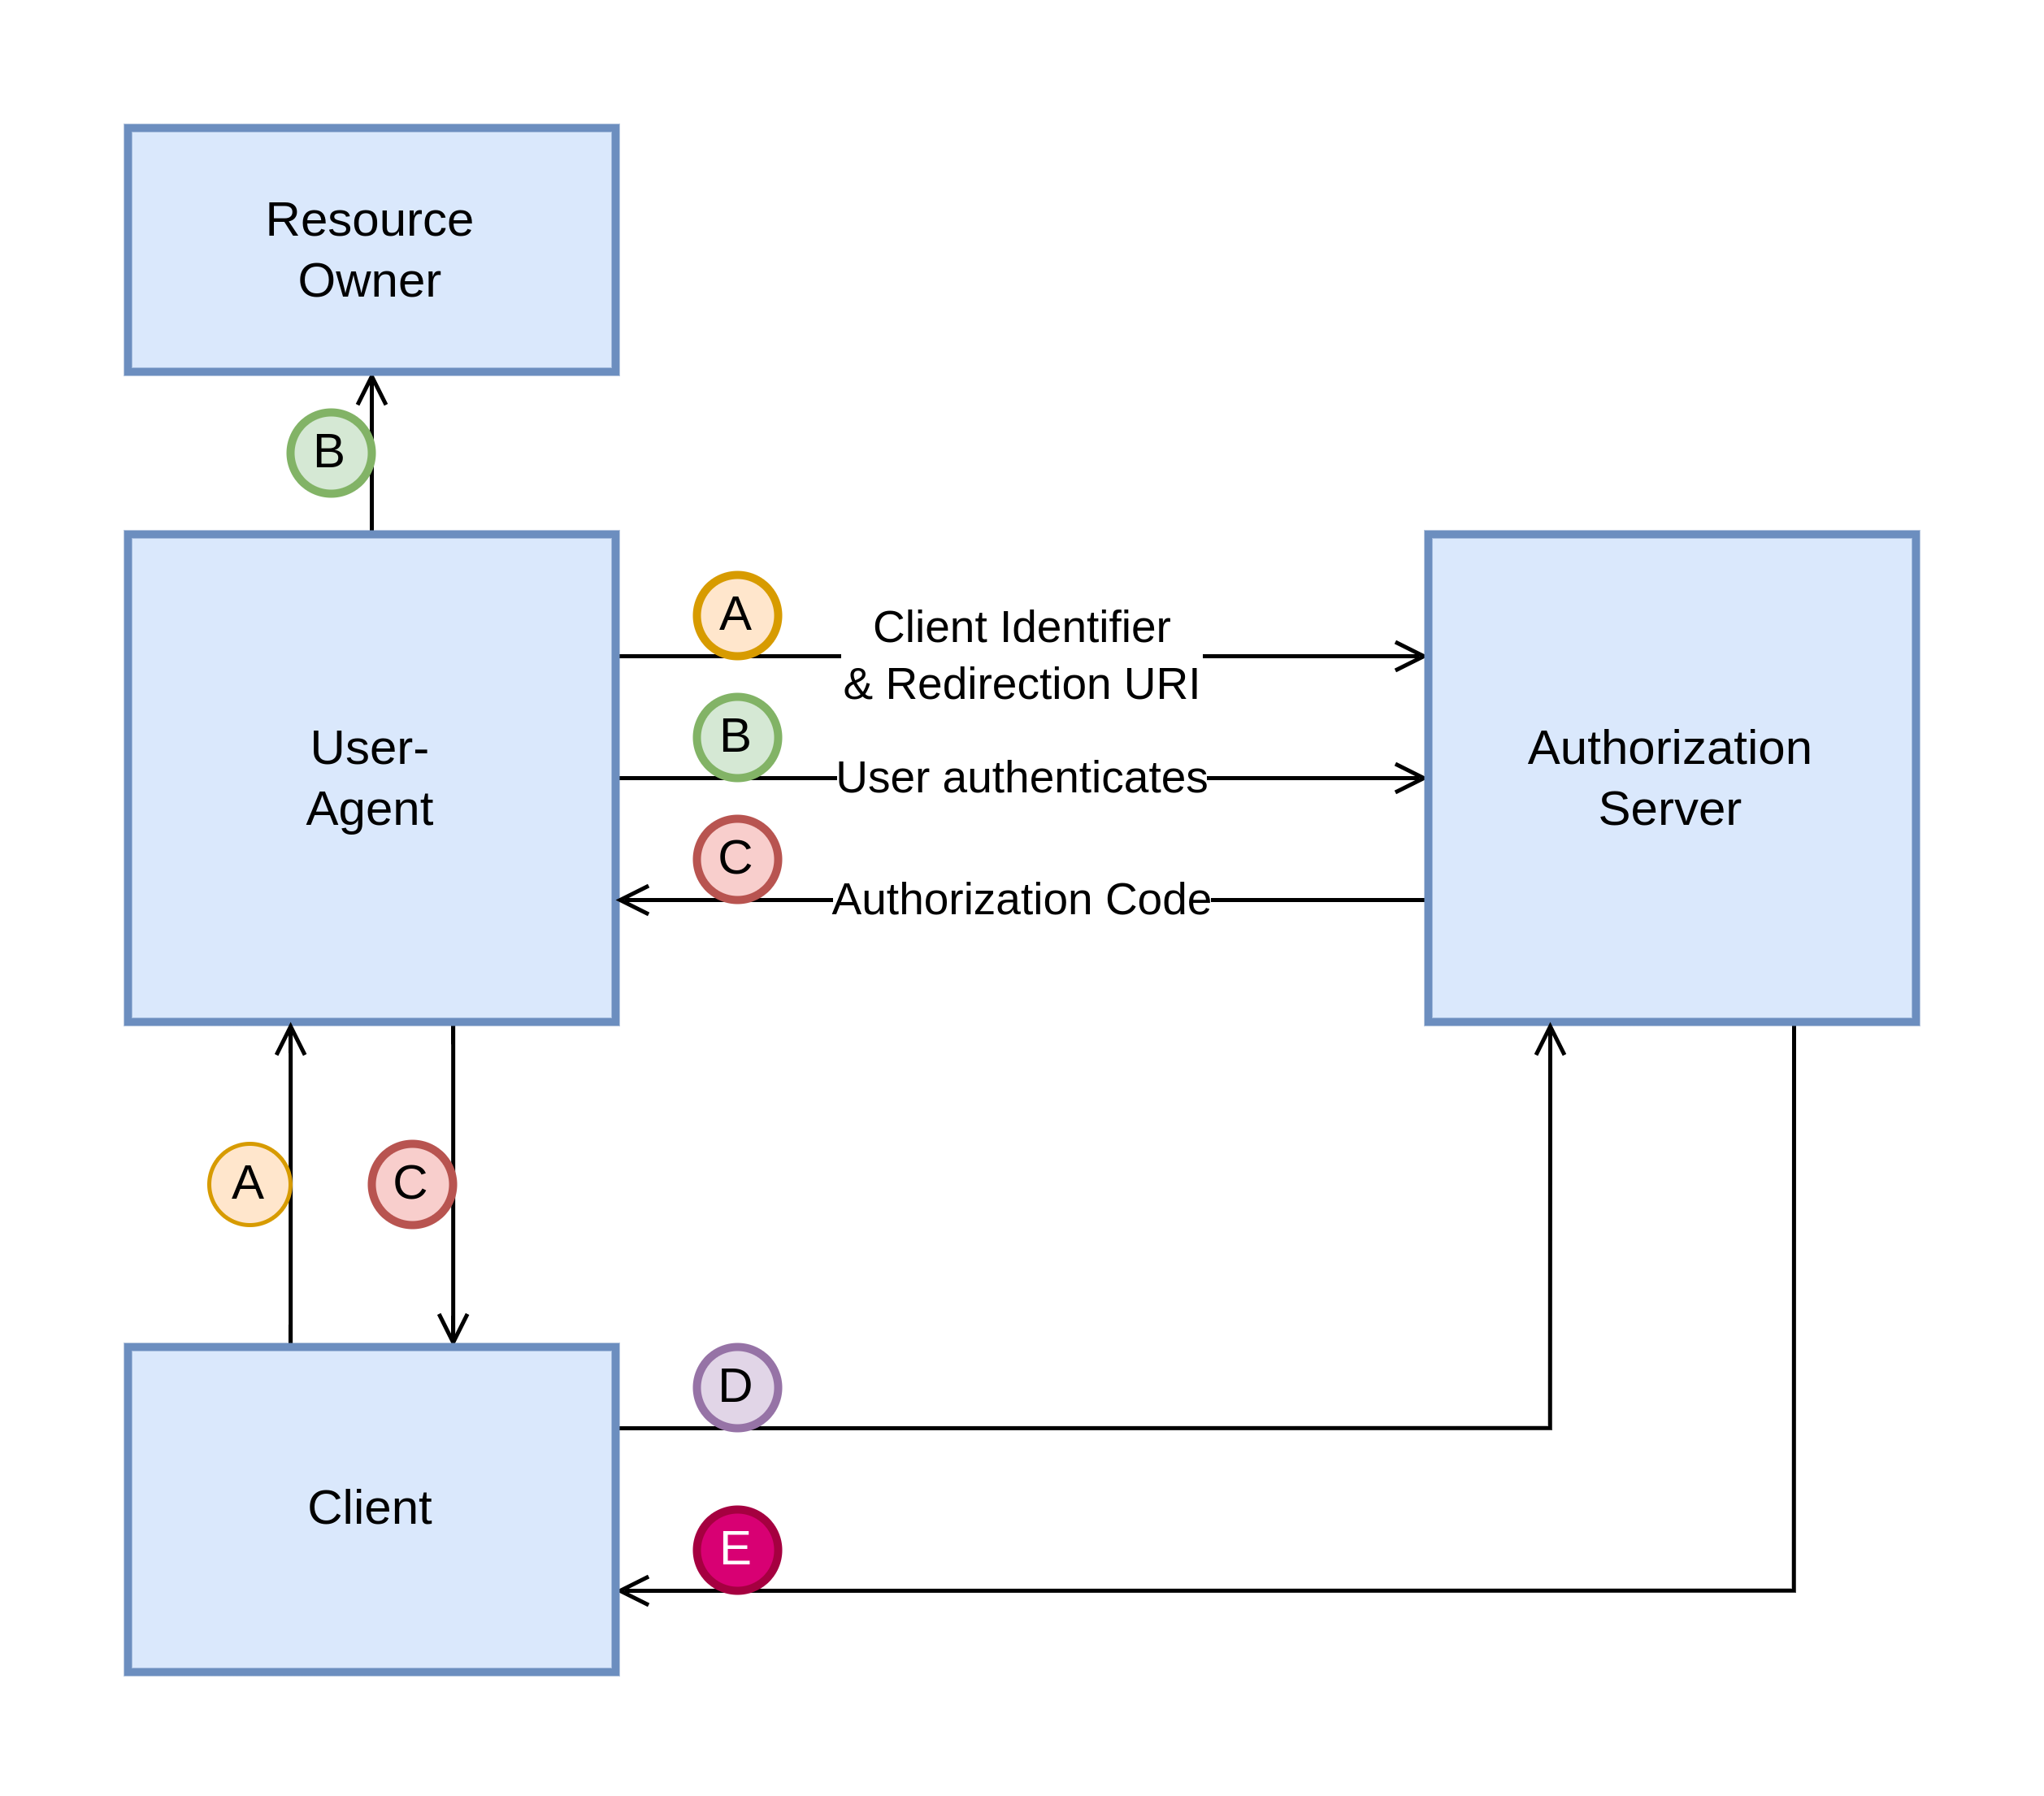 Resource
Owner
B
User-
Agent
A
Client Identifier
& Redirection URI
B
User authenticates
C
Authorization Code
Authorization
Server
A
C
Client
D
E